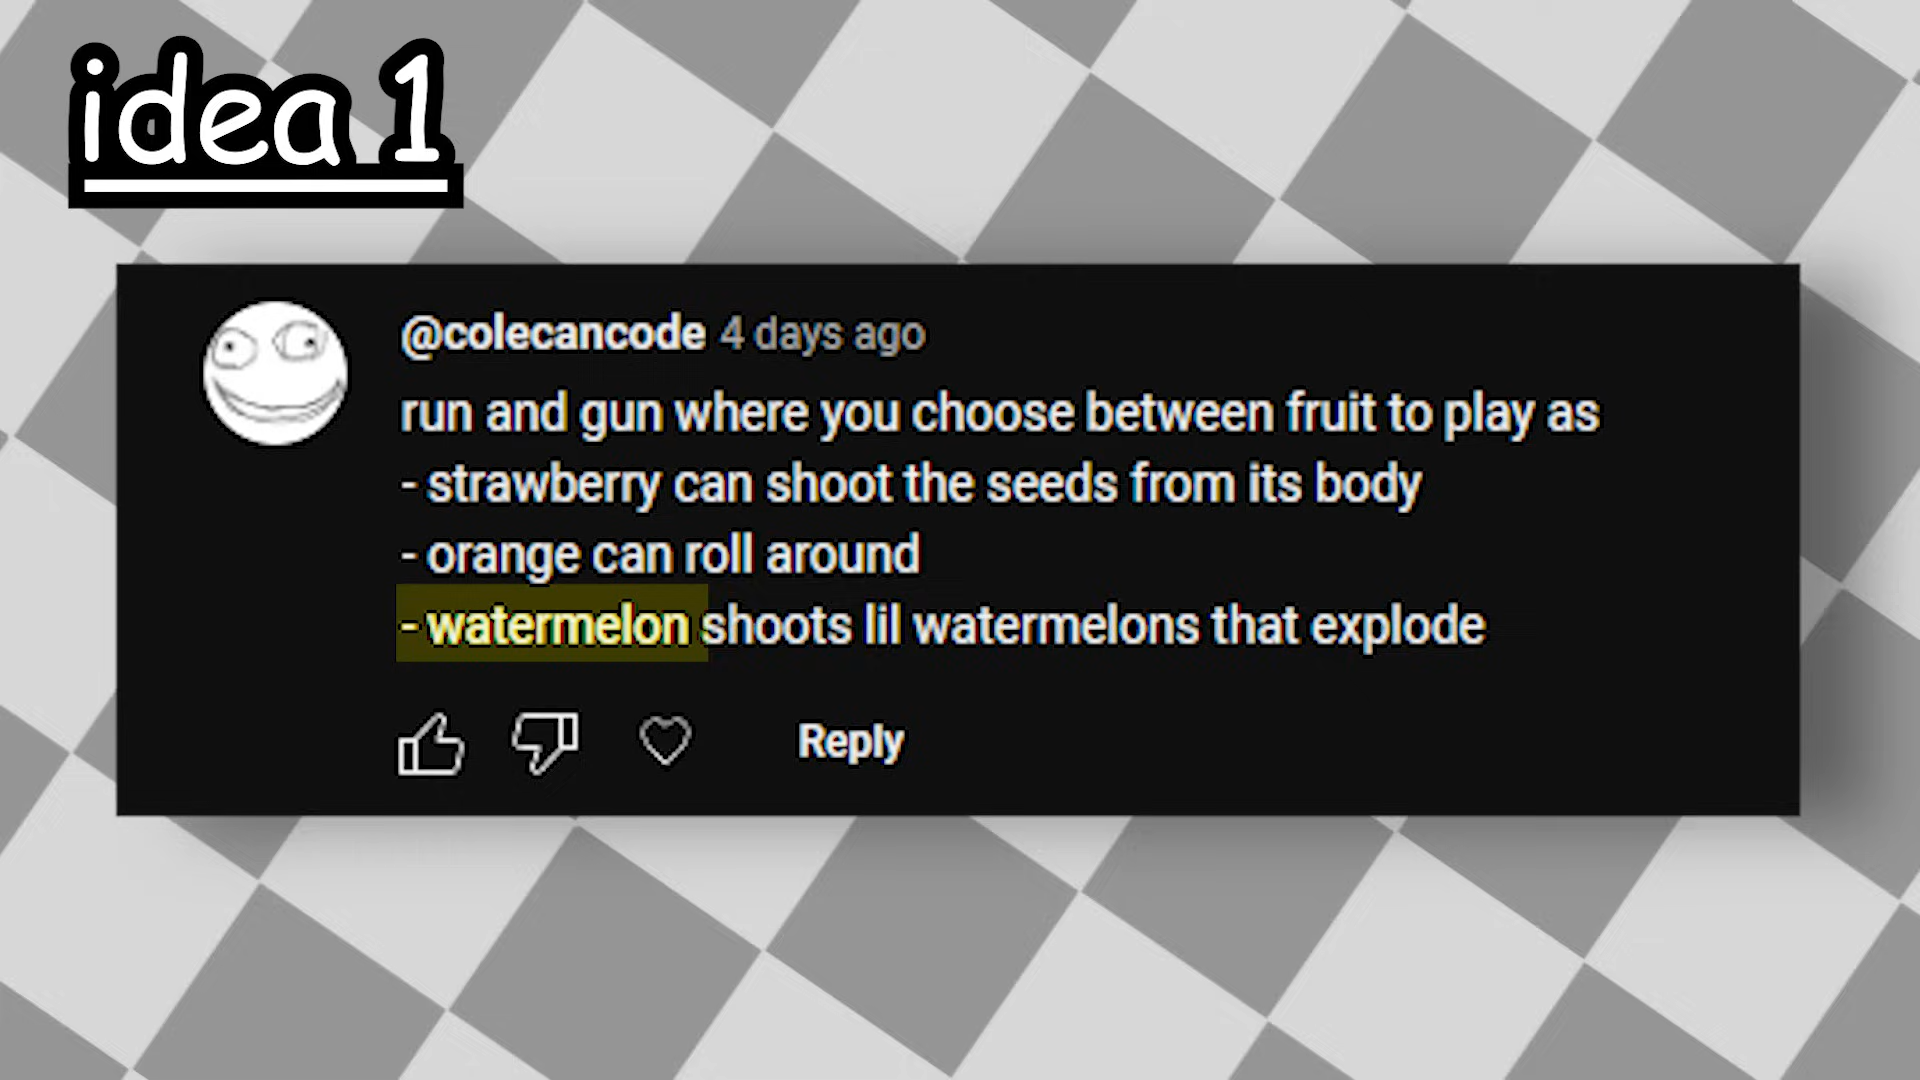 idea 1
@colecancode 4 days ago
run and gun where you choose between fruit to play as
- strawberry can shoot the seeds from its body
- orange can roll around
- watermelon shoots lil watermelons that explode
Reply